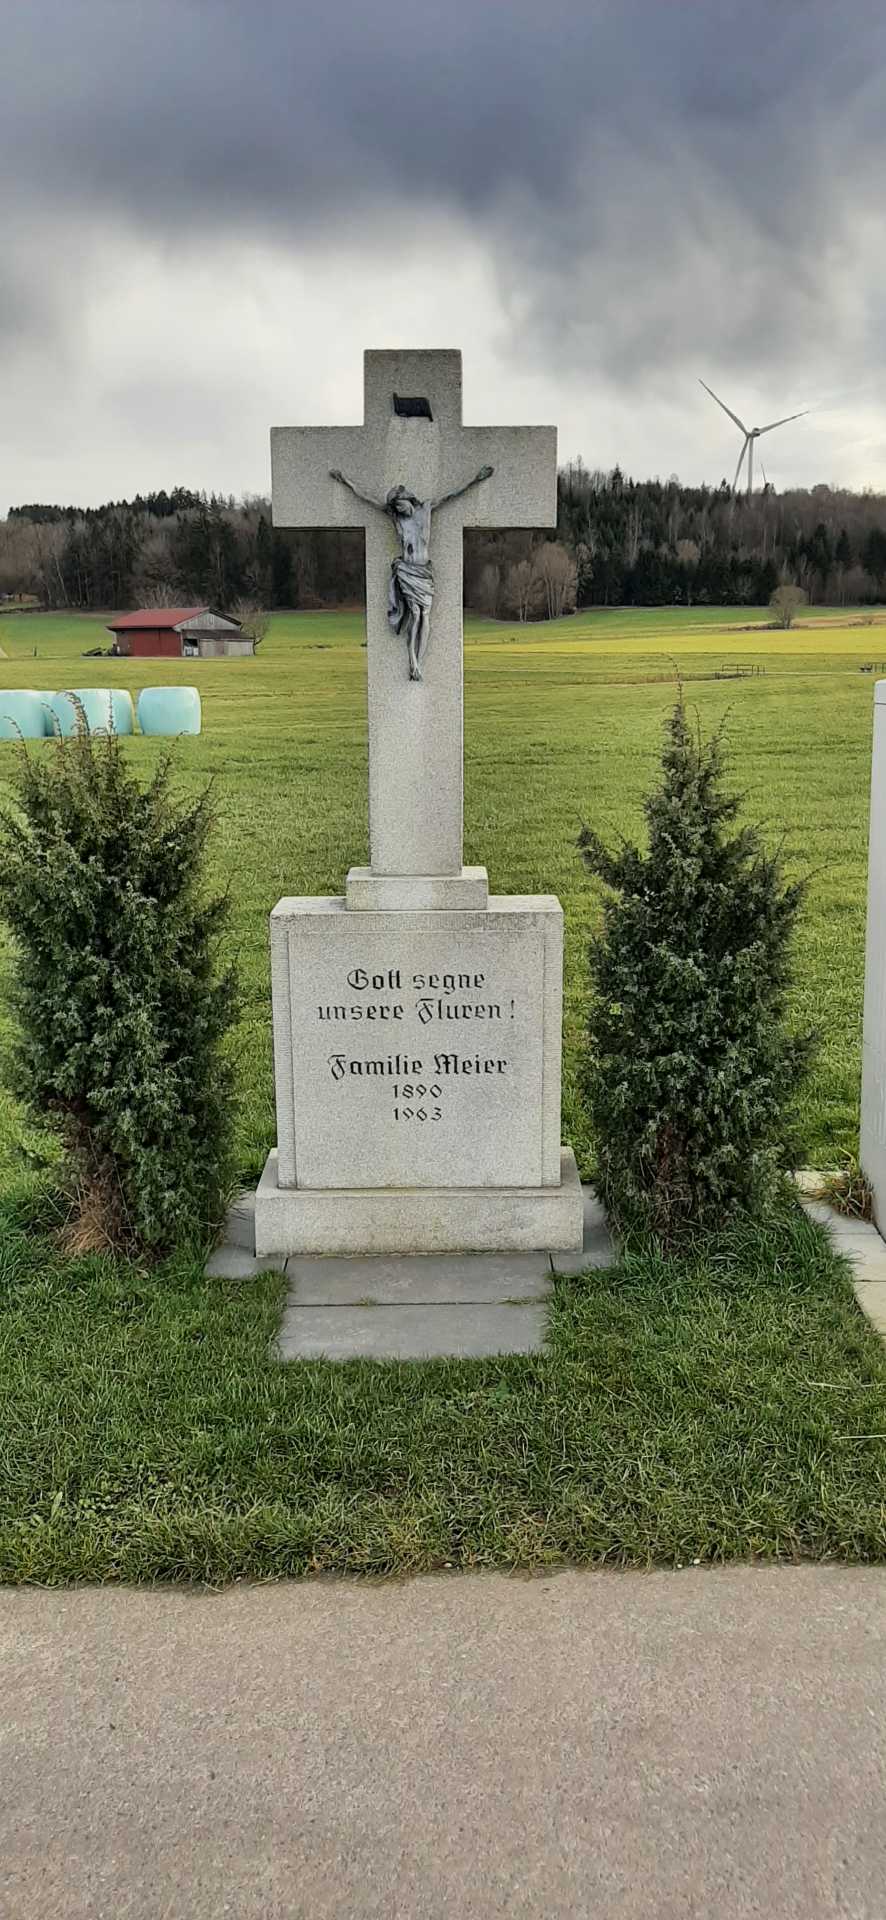 Gott segne
unsere Fluren!
Familie Meier
1890
1963